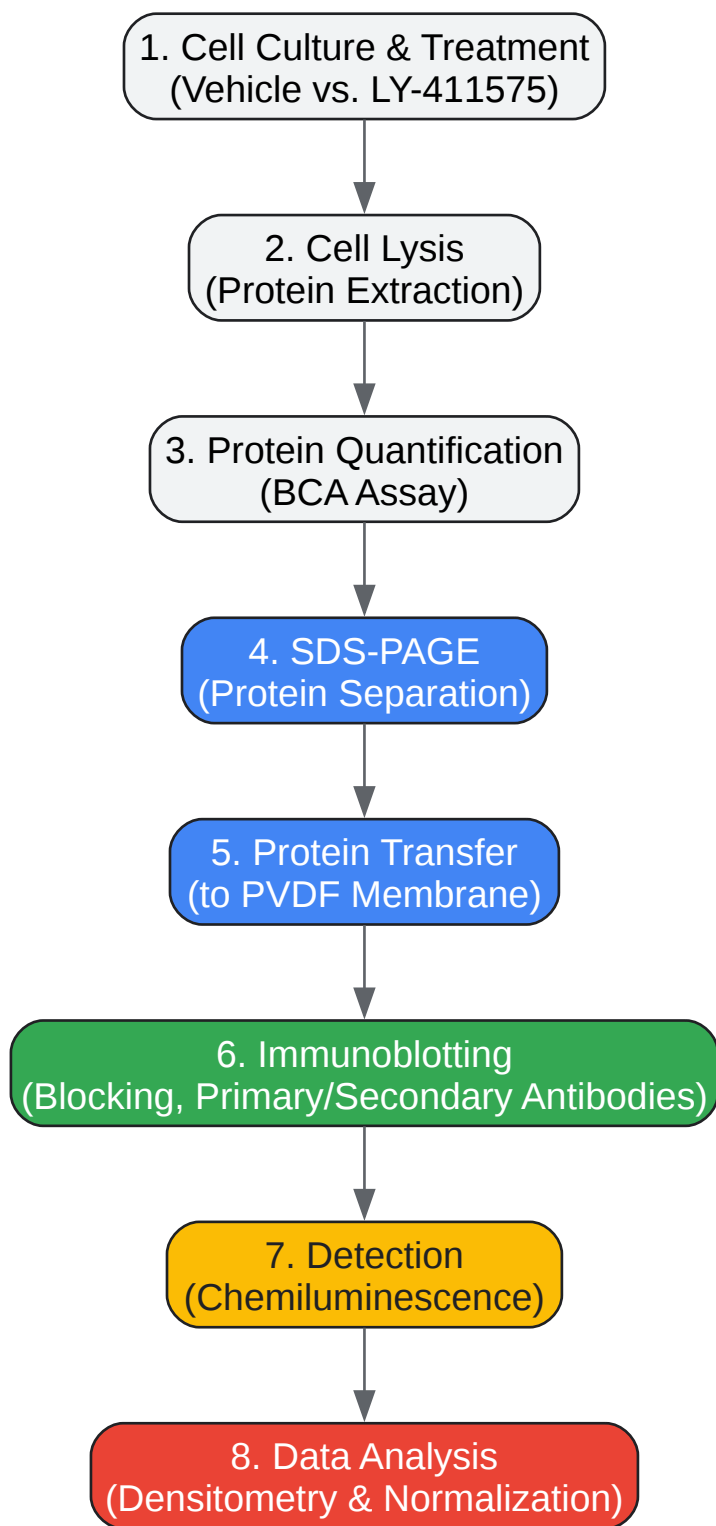 1. Cell Culture & Treatment
(Vehicle vs. LY-411575)
2. Cell Lysis
(Protein Extraction)
3. Protein Quantification
(BCA Assay)
4. SDS-PAGE
(Protein Separation)
5. Protein Transfer
(to PVDF Membrane)
6. Immunoblotting
(Blocking, Primary/Secondary Antibodies)
7. Detection
(Chemiluminescence)
8. Data Analysis
(Densitometry & Normalization)